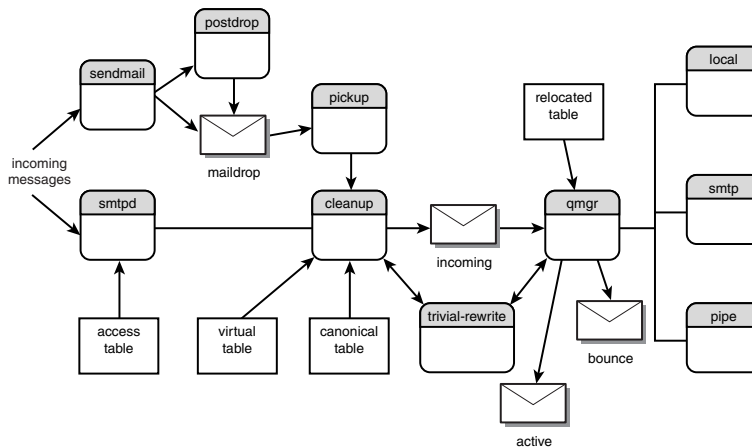 postdrop
local
sendmail
pickup
relocated
table
incoming
messages
maildrop
smtpd
cleanup
qmgr
smtp
incoming
access
table
virtual
table
canonical
table
trivial-rewrite
pipe
bounce
active